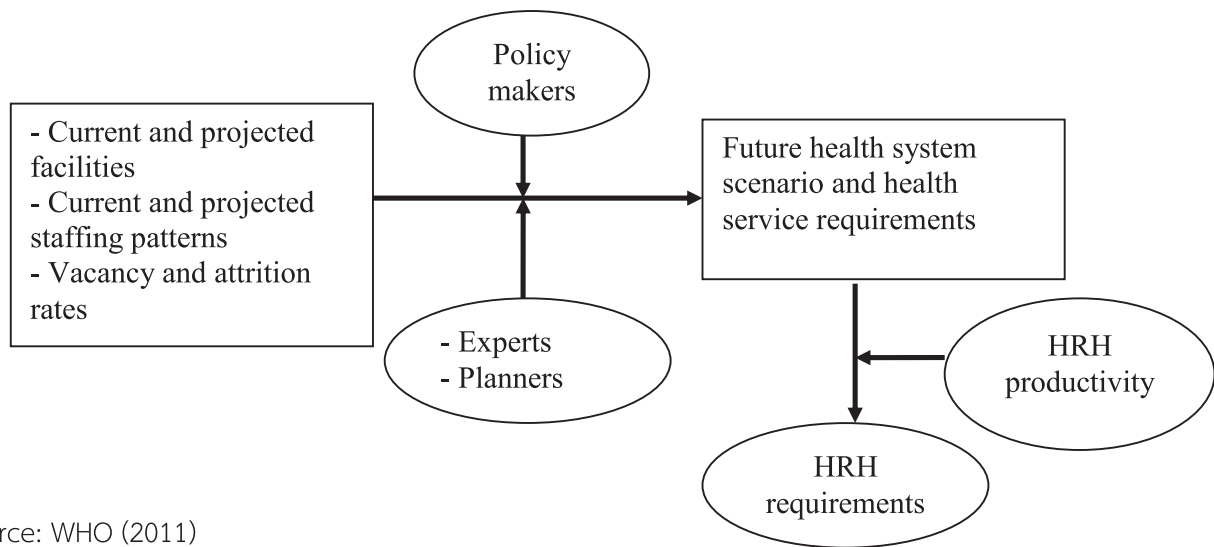 Policy
makers
- Current and projected
facilities
- Current and projected
staffing patterns
- Vacancy and attrition
rates
Future health system
scenario and health
service requirements
- Experts
- Planners
HRH
productivity
HRH
requirements
rce: WHO (2011)